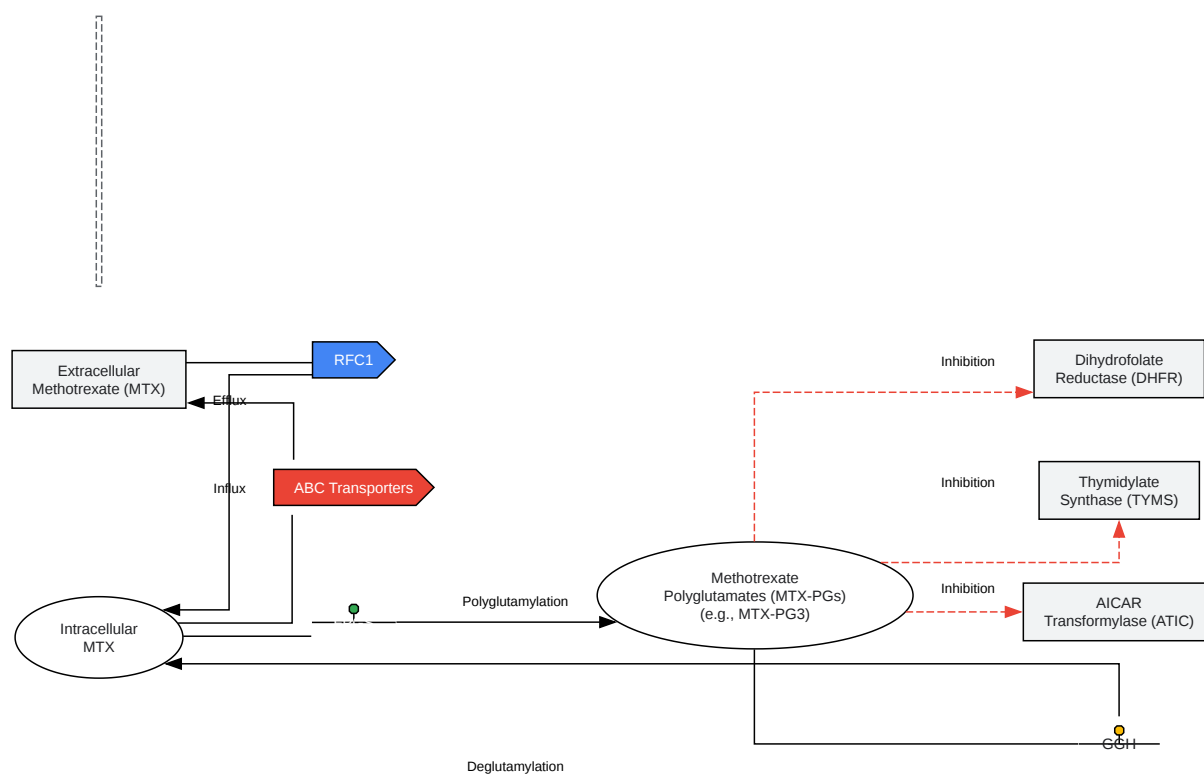 Extracellular
Methotrexate (MTX)
RFC1
Efflux
Influx
ABC Transporters
Intracellular
MTX
Polyglutamylation
Methotrexate
Polyglutamates (MTX-PGs)
(e.g., MTX-PG3)
Inhibition
Dihydrofolate
Reductase (DHFR)
Inhibition
Thymidylate
Synthase (TYMS)
Inhibition
AICAR
Transformylase (ATIC)
GGH
Deglutamylation